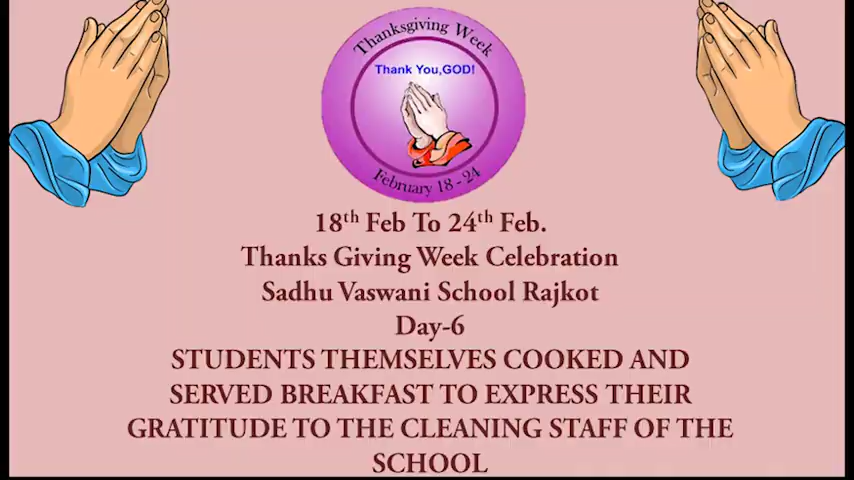 Thanksgiving Week
Thank You,GOD!
February 18 - 24
18th Feb To 24th Feb.
Thanks Giving Week Celebration
Sadhu Vaswani School Rajkot
Day-6
STUDENTS THEMSELVES COOKED AND
SERVED BREAKFAST TO EXPRESS THEIR
GRATITUDE TO THE CLEANING STAFF OF THE
SCHOOL